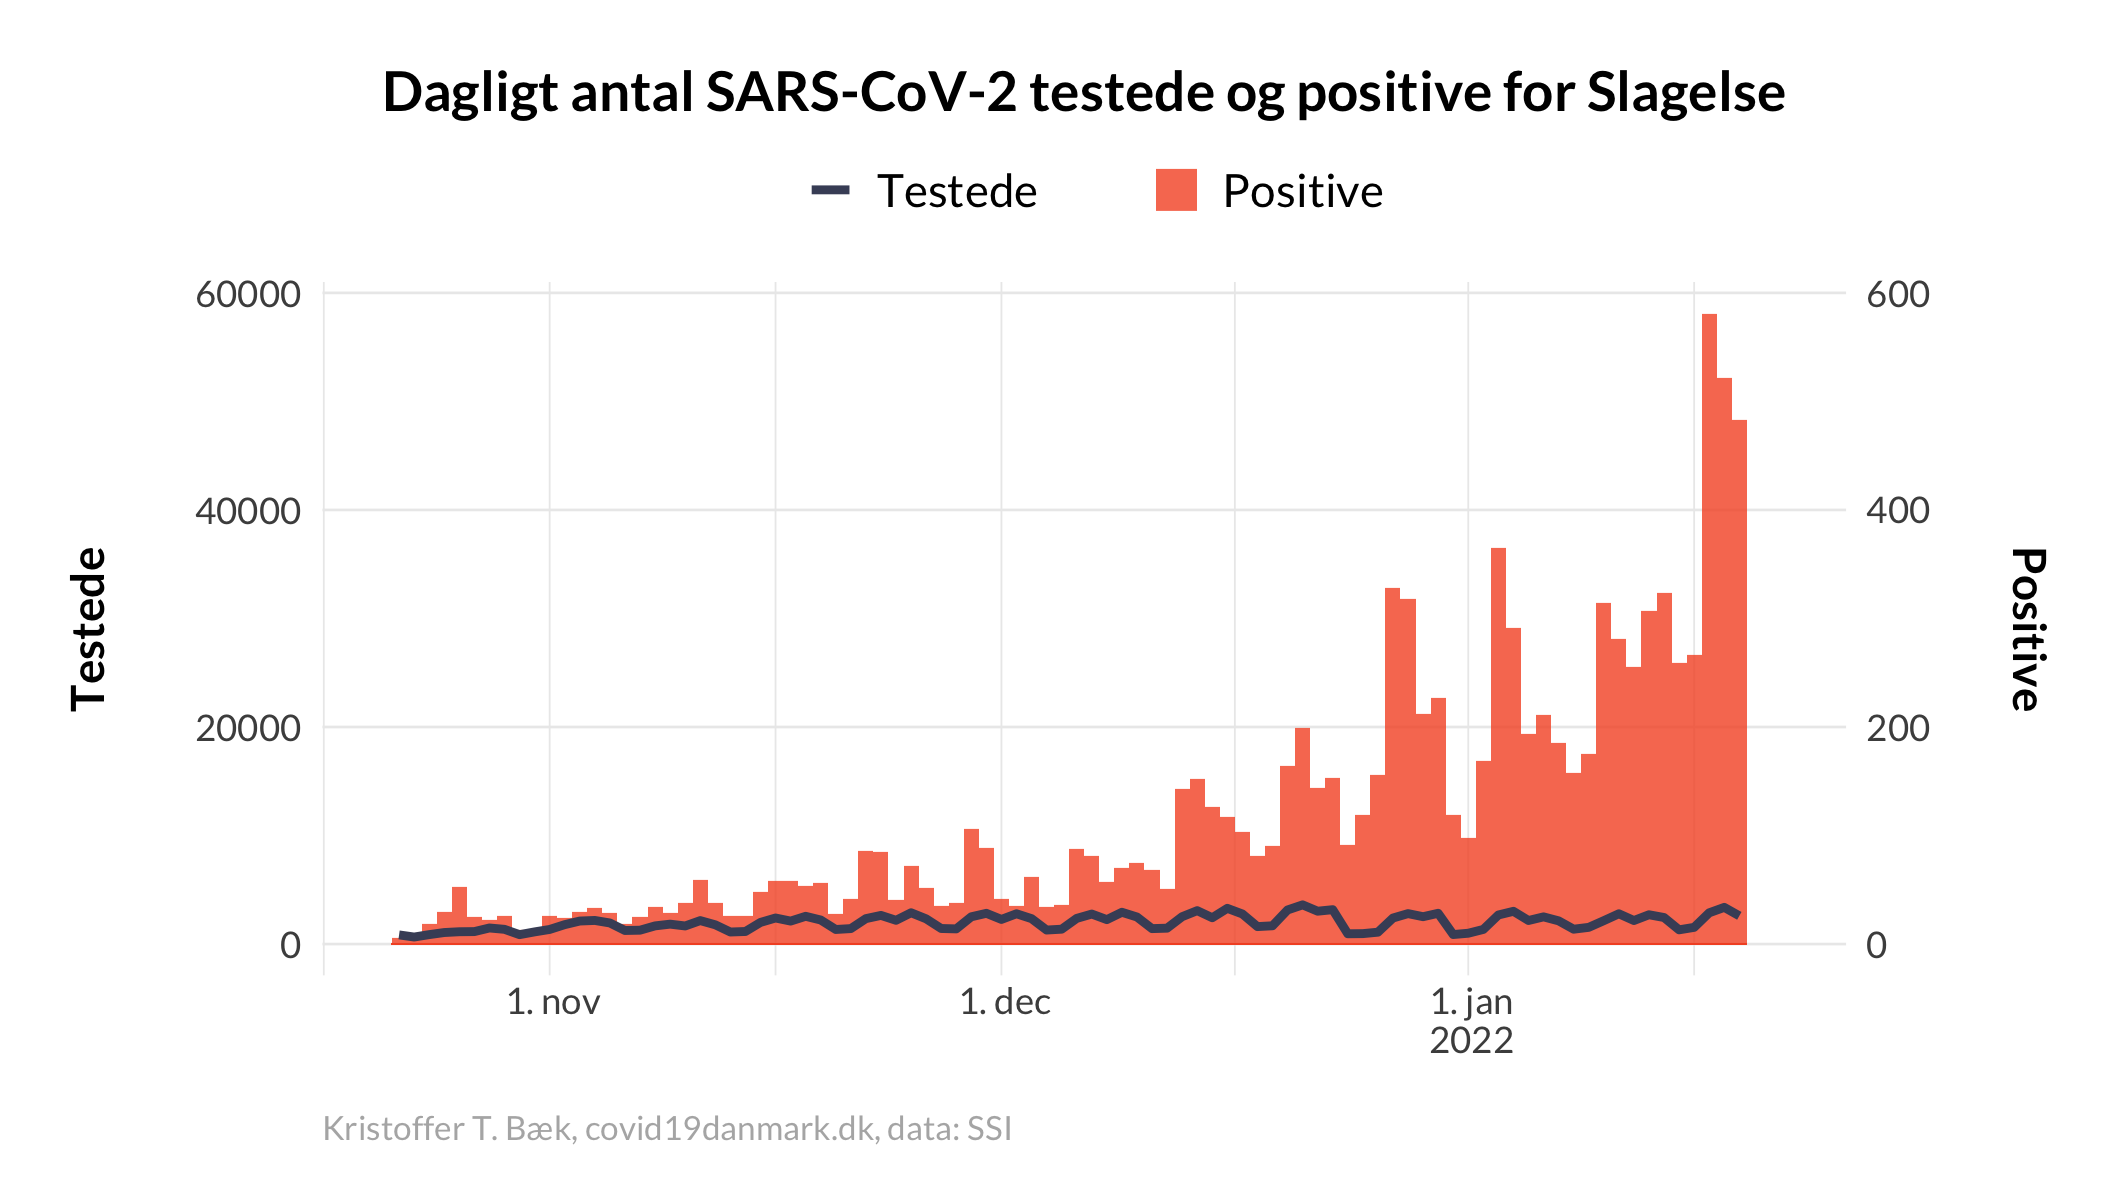 Dagligt antal SARS-CoV-2 testede og positive for Slagelse
Testede
Positive
60000
40000
20000
0
Testede
600
400
200
0
Positive
1. nov
1. dec
1. jan
2022
Kristoffer T. Bæk, covid19danmark.dk, data: SSI